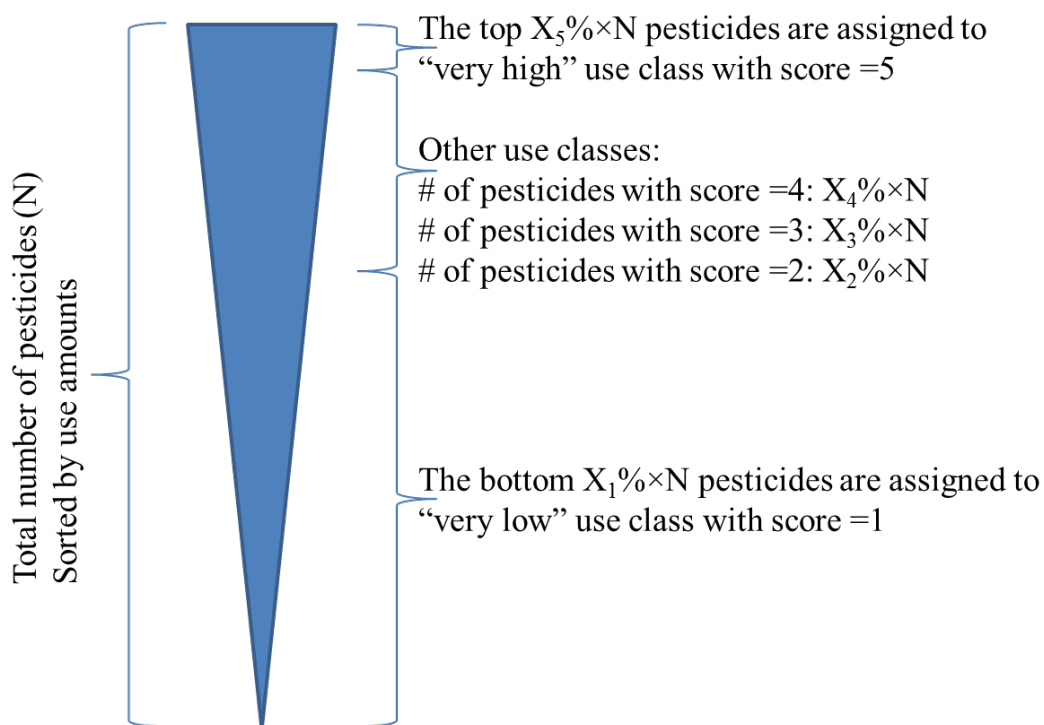 Total number of pesticides (N)
Sorted by use amounts
The top X₅%×N pesticides are assigned to
“very high” use class with score =5
Other use classes:
# of pesticides with score =4: X₄%×N
# of pesticides with score =3: X₃%×N
# of pesticides with score =2: X₂%×N
The bottom X₁%×N pesticides are assigned to
“very low” use class with score =1